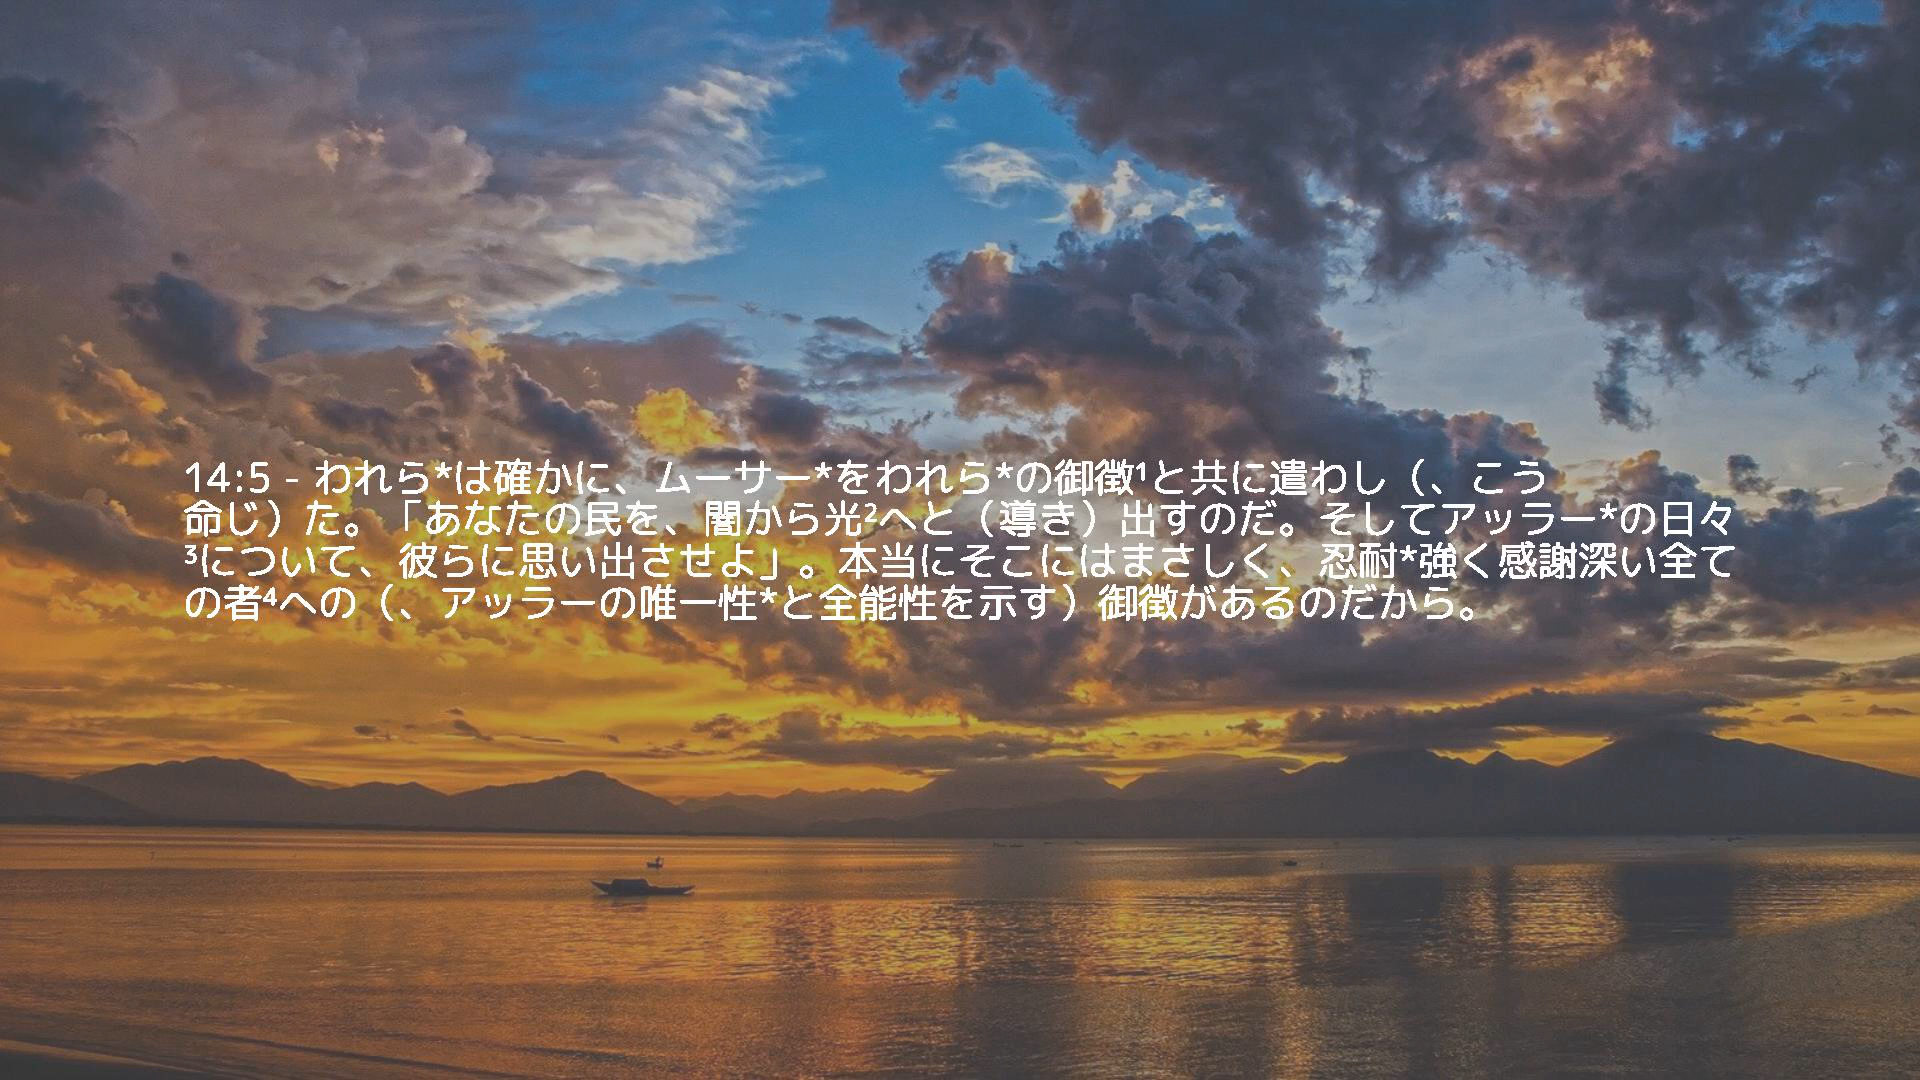 14:5 - われら*は確かに、ムーサー*をわれら*の御徴¹と共に遣わし（、こう
命じ）た。「あなたの民を、闇から光²へと（導き）出すのだ。そしてアッラー*の日々
³について、彼らに思い出させよ」。本当にそこにはまさしく、忍耐*強く感謝深い全て
の者⁴への（、アッラーの唯一性*と全能性を示す）御徴があるのだから。